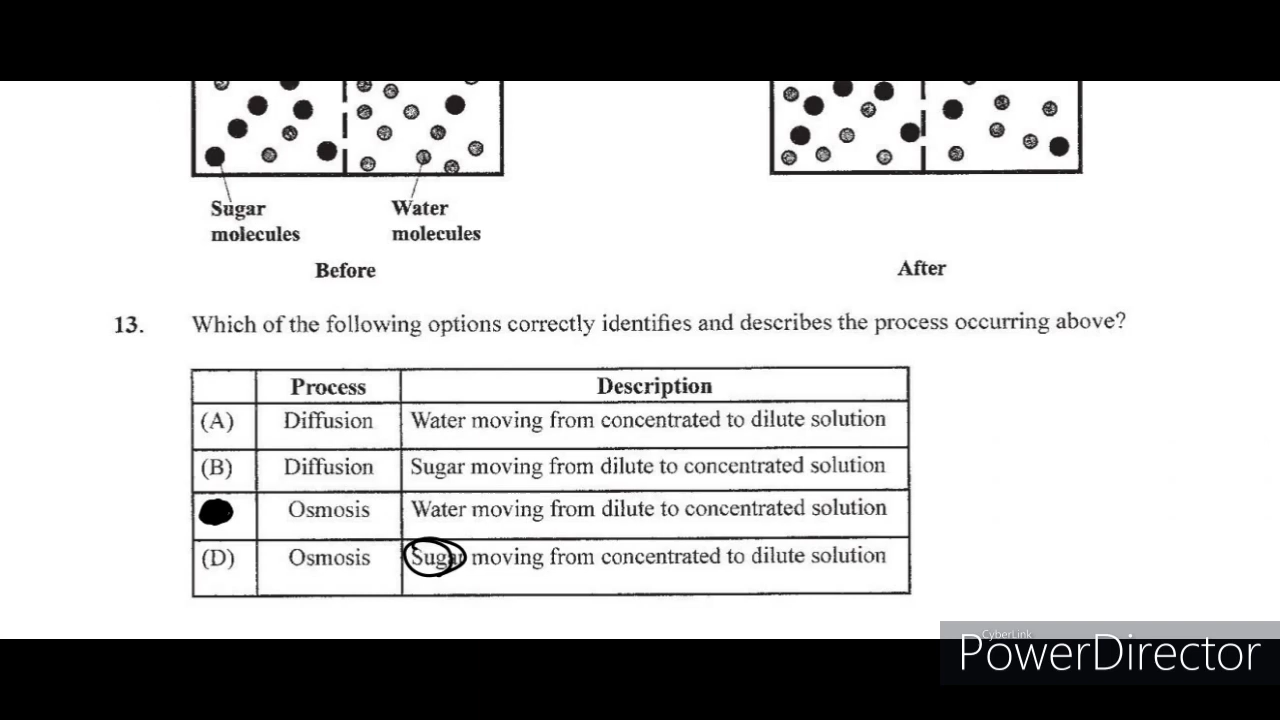 Sugar Water
molecules molecules
Before After
13. Which of the following options correctly identifies and describes the process occurring above?
Process Description
(A) Diffusion Water moving from concentrated to dilute solution
(B) Diffusion Sugar moving from dilute to concentrated solution
Osmosis Water moving from dilute to concentrated solution
(D) Osmosis Sugar moving from concentrated to dilute solution
CyberLink
PowerDirector